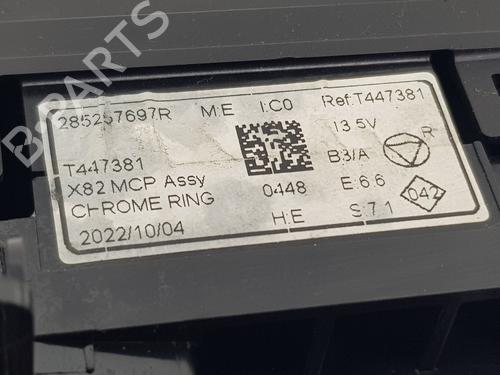 285257697R M:E I:C0 Ref:T447381
13.5V
T447381 B3/A R
X82 MCP Assy 0448 E:6.6 042
CHROME RING
2022/10/04 H:E S:7.1
B-PARTS